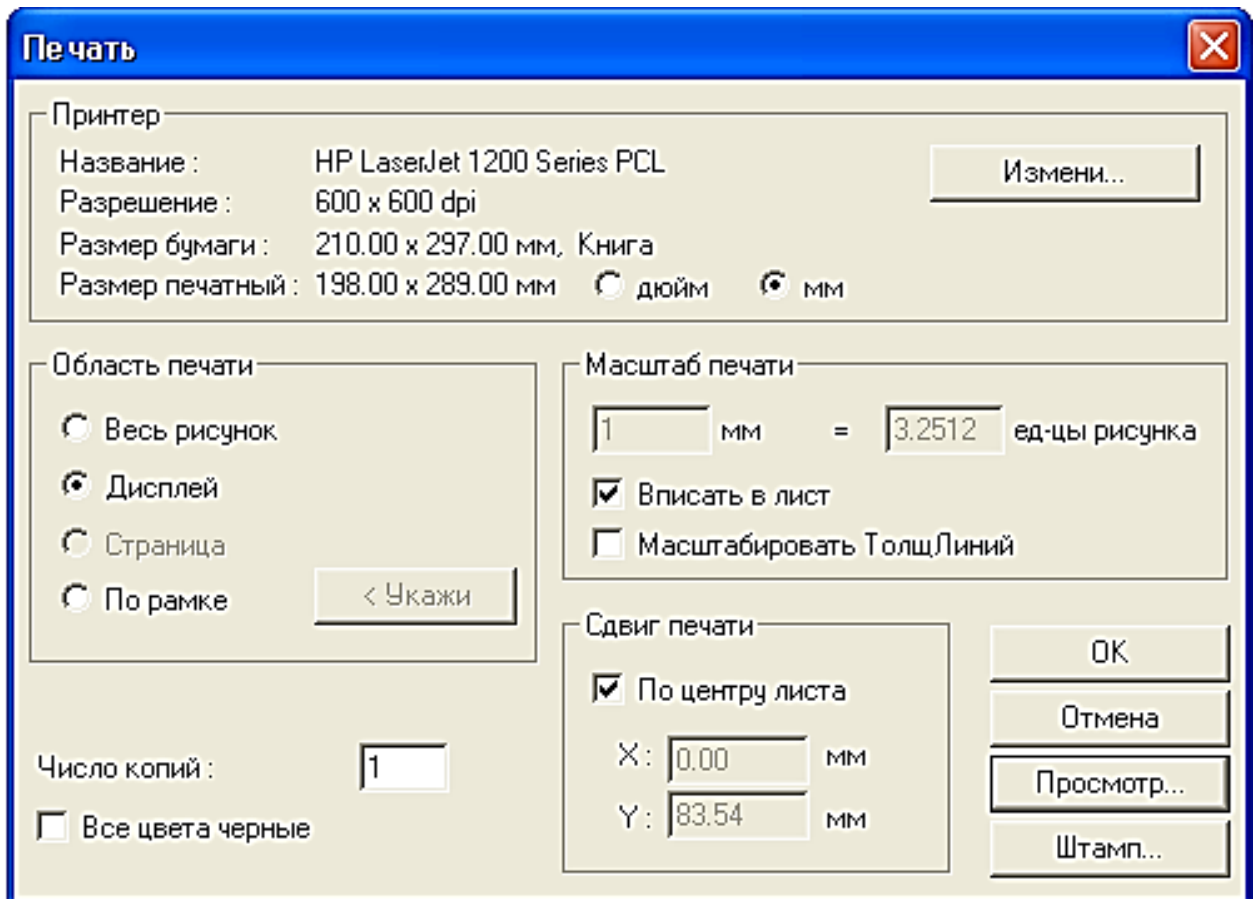 Печать
Принтер
Название : HP LaserJet 1200 Series PCL
Измени...
Разрешение : 600 x 600 dpi
Размер бумаги : 210.00 x 297.00 мм, Книга
Размер печатный : 198.00 x 289.00 мм дюйм мм
Область печати
Весь рисунок
Дисплей
Страница
По рамке
< Укажи
Масштаб печати
1 мм = 3.2512 ед-цы рисунка
Вписать в лист
Масштабировать ТолщЛиний
Сдвиг печати
По центру листа
X : 0.00 мм
Y : 83.54 мм
Число копий : 1
Все цвета черные
OK
Отмена
Просмотр...
Штамп...